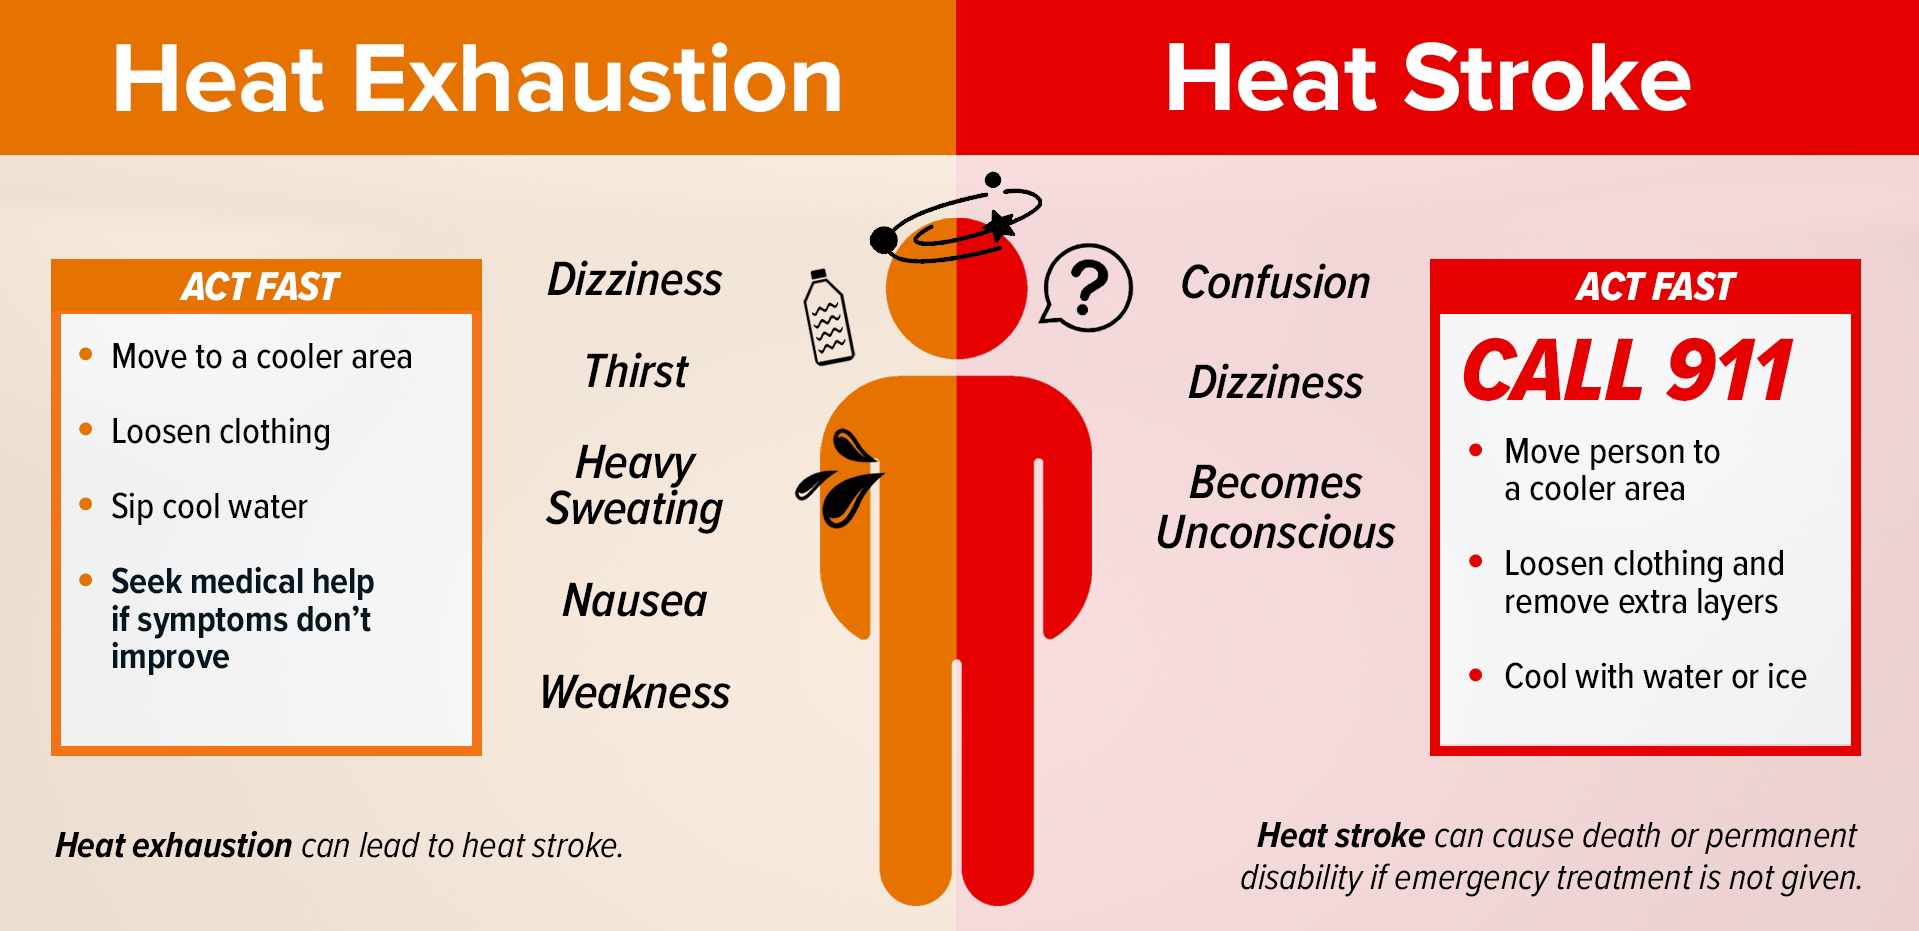 Heat Exhaustion
Heat Stroke
ACT FAST
Move to a cooler area
Loosen clothing
Sip cool water
Seek medical help
if symptoms don’t
improve
Dizziness
Thirst
Heavy
Sweating
Nausea
Weakness
?
Confusion
Dizziness
Becomes
Unconscious
ACT FAST
CALL 911
Move person to
a cooler area
Loosen clothing and
remove extra layers
Cool with water or ice
Heat exhaustion can lead to heat stroke.
Heat stroke can cause death or permanent
disability if emergency treatment is not given.